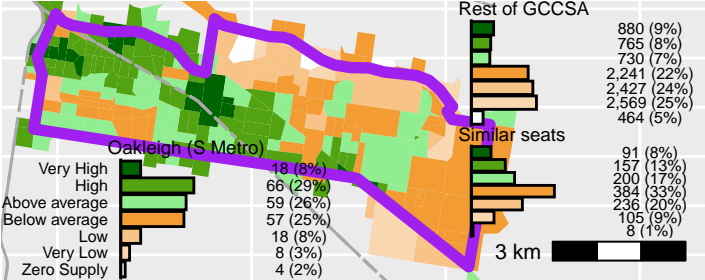 Rest of GCCSA
880 (9%)
765 (8%)
730 (7%)
2,241 (22%)
2,427 (24%)
2,569 (25%)
464 (5%)
Similar seats
91 (8%)
157 (13%)
200 (17%)
384 (33%)
236 (20%)
105 (9%)
8 (1%)
Oakleigh (S Metro)
Very High 18 (8%)
High 66 (29%)
Above average 59 (26%)
Below average 57 (25%)
Low 18 (8%)
Very Low 8 (3%)
Zero Supply 4 (2%)
3 km